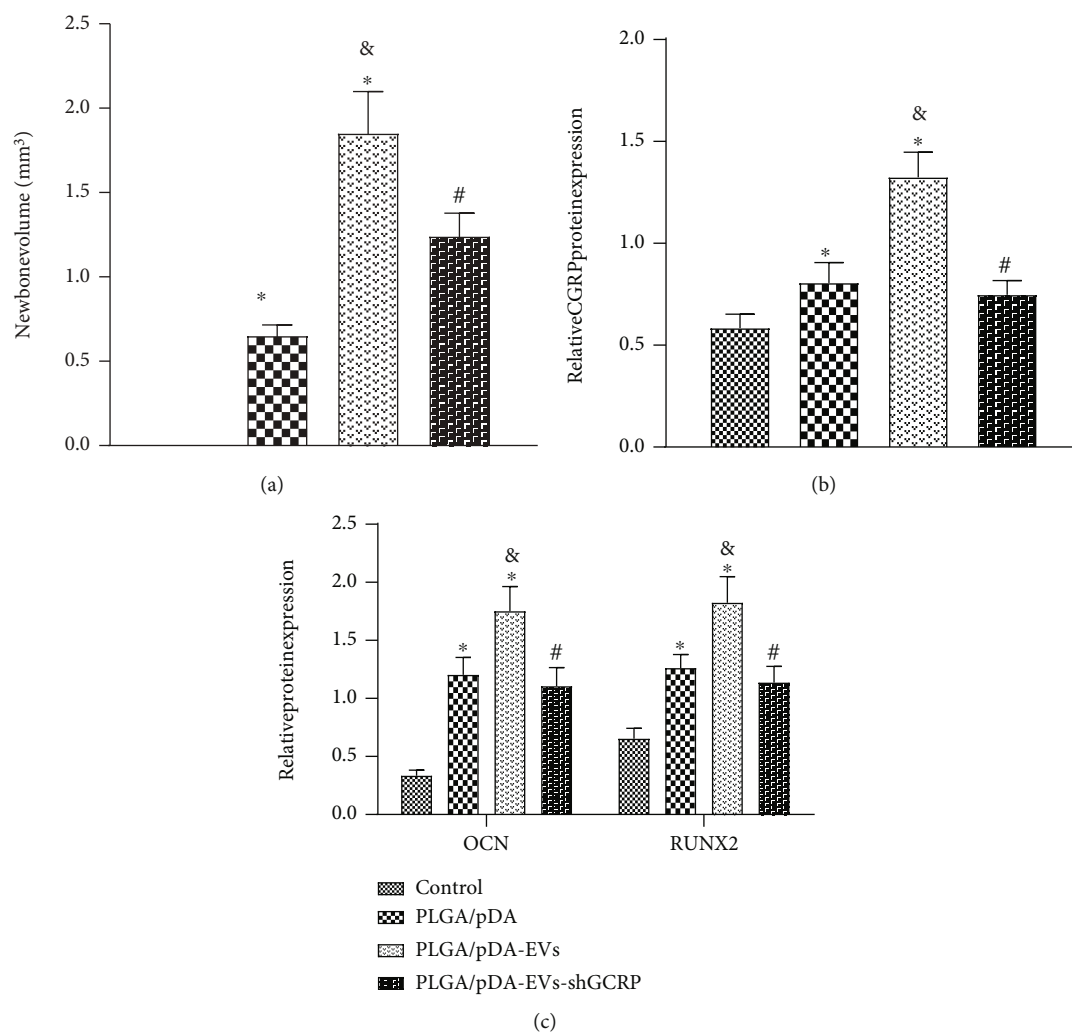 2.5
&
2.0
*
1.5
#
1.0
*
0.5
0.0
Newbonevolume (mm³)
(a)
2.0
&
1.5
*
1.0
*
#
0.5
0.0
RelativeCGRPproteinexpression
(b)
2.5
&
&
2.0
*
*
1.5
*
#
*
#
1.0
0.5
0.0
Relativeproteinexpression
OCN
RUNX2
Control
PLGA/pDA
PLGA/pDA-EVs
PLGA/pDA-EVs-shGCRP
(c)